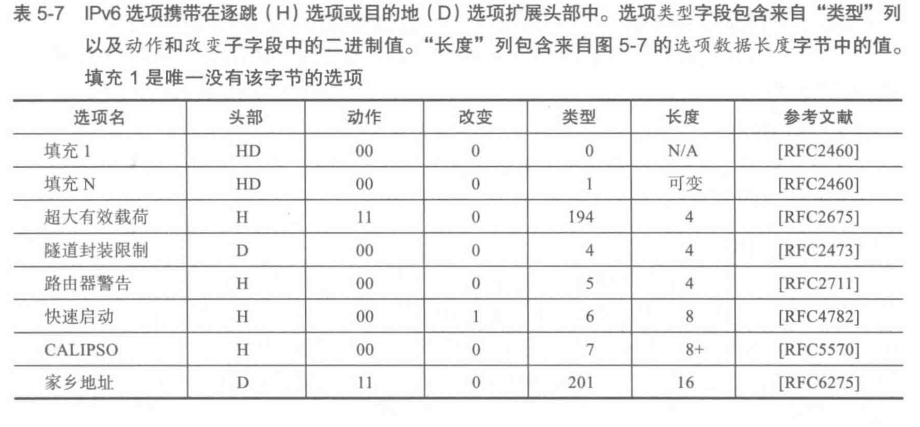 表 5-7 IPv6 选项携带在逐跳（H）选项或目的地（D）选项扩展头部中。选项类型字段包含来自“类型”列
以及动作和改变子字段中的二进制值。“长度”列包含来自图 5-7 的选项数据长度字节中的值。
填充 1 是唯一没有该字节的选项
选项名 头部 动作 改变 类型 长度 参考文献
填充 1 HD 00 0 0 N/A [RFC2460]
填充 N HD 00 0 1 可变 [RFC2460]
超大有效载荷 H 11 0 194 4 [RFC2675]
隧道封装限制 D 00 0 4 4 [RFC2473]
路由器警告 H 00 0 5 4 [RFC2711]
快速启动 H 00 1 6 8 [RFC4782]
CALIPSO H 00 0 7 8+ [RFC5570]
家乡地址 D 11 0 201 16 [RFC6275]